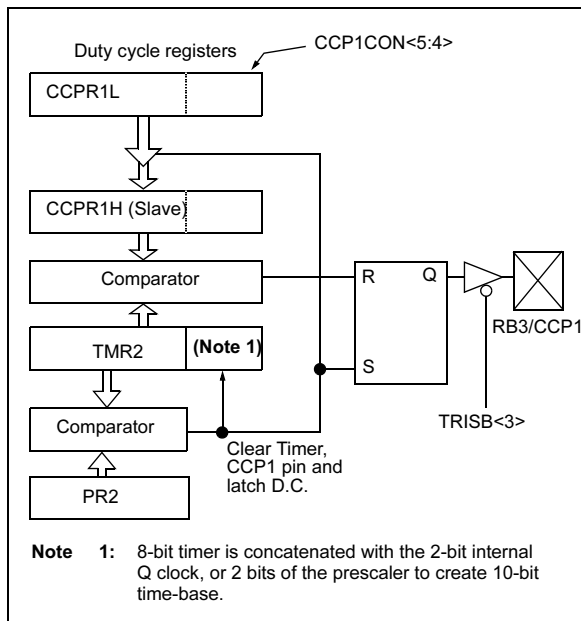 Duty cycle registers
CCP1CON<5:4>
CCPR1L
CCPR1H (Slave)
Comparator
R
Q
RB3/CCP1
TMR2
(Note 1)
S
TRISB<3>
Comparator
Clear Timer,
CCP1 pin and
latch D.C.
PR2
Note 1: 8-bit timer is concatenated with the 2-bit internal
Q clock, or 2 bits of the prescaler to create 10-bit
time-base.